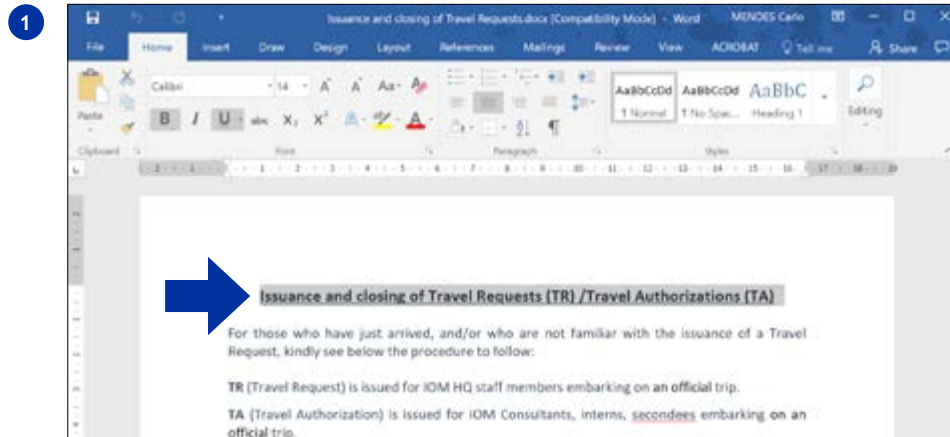 1
Issuance and closing of Travel Requests.docx [Compatibility Mode] - Word MENDES Carlo
File Home Insert Draw Design Layout References Mailings Review View ACROBAT Tell me Share
Calibri 14 A A Aa
AaBbCcDd AaBbCcDd AaBbC
Paste B I U abc X₂ X² A A ¶ ¶ Normal ¶ No Spac... Heading 1 Editing
Clipboard Font Paragraph Styles
Issuance and closing of Travel Requests (TR) /Travel Authorizations (TA)
For those who have just arrived, and/or who are not familiar with the issuance of a Travel
Request, kindly see below the procedure to follow:
TR (Travel Request) is issued for IOM HQ staff members embarking on an official trip.
TA (Travel Authorization) is issued for IOM Consultants, interns, secondees embarking on an
official trip.